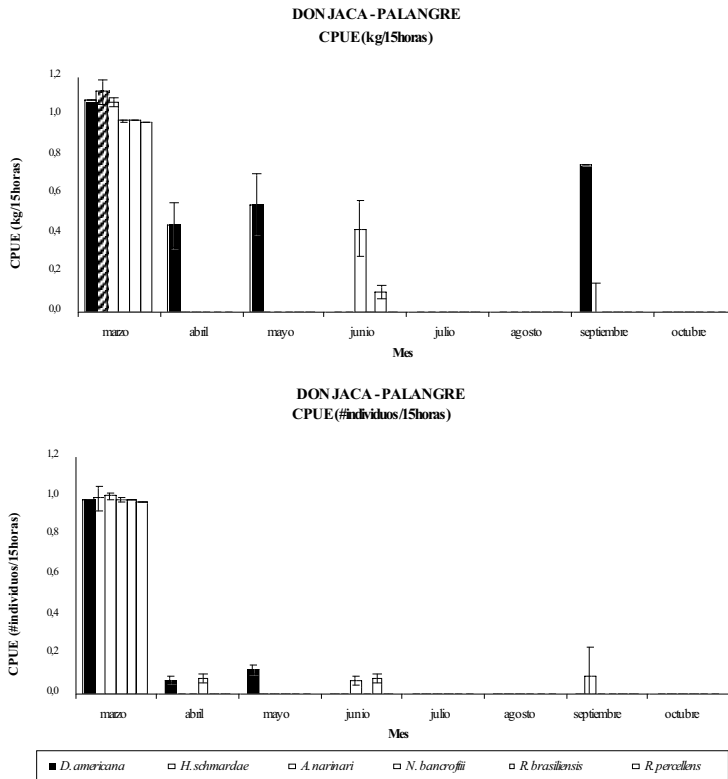 DON JACA - PALANGRE
CPUE (kg/15horas)
1,2
1,0
0,8
0,6
0,4
0,2
0,0
CPUE (kg/15horas)
marzo abril mayo junio julio agosto septiembre octubre
Mes
DON JACA - PALANGRE
CPUE (#individuos/15horas)
1,2
1,0
0,8
0,6
0,4
0,2
0,0
CPUE (#individuos/15horas)
marzo abril mayo junio julio agosto septiembre octubre
Mes
D. americana H. schmardae A. narinari N. bancroftii R. brasiliensis R. percellens